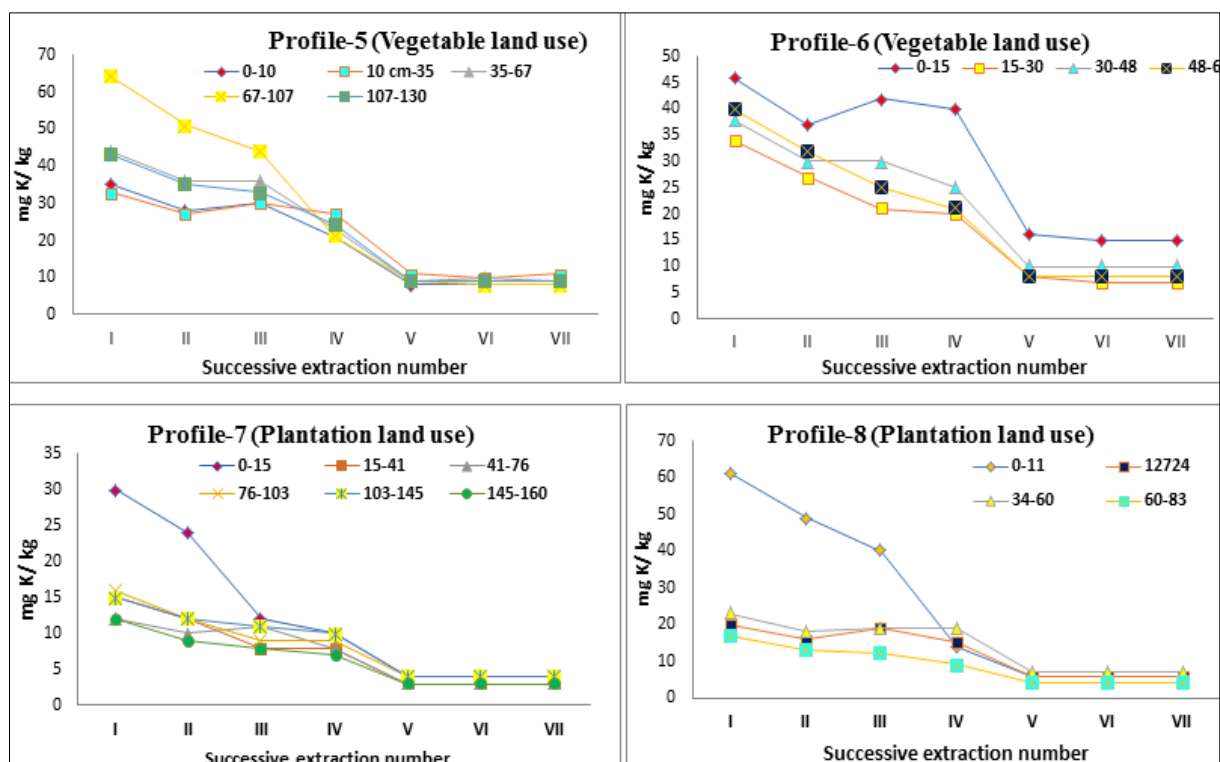 Profile-5 (Vegetable land use)
0-10 10 cm-35 35-67
67-107 107-130
70
60
50
40
30
20
10
0
mg K/ kg
I II III IV V VI VII
Successive extraction number
Profile-6 (Vegetable land use)
0-15 15-30 30-48 48-6
50
45
40
35
30
25
20
15
10
5
0
mg K/ kg
I II III IV V VI VII
Successive extraction number
Profile-7 (Plantation land use)
0-15 15-41 41-76
76-103 103-145 145-160
35
30
25
20
15
10
5
0
mg K/ kg
I II III IV V VI VII
Successive extraction number
Profile-8 (Plantation land use)
0-11 12724
34-60 60-83
70
60
50
40
30
20
10
0
mg K/ kg
I II III IV V VI VII
Successive extraction number